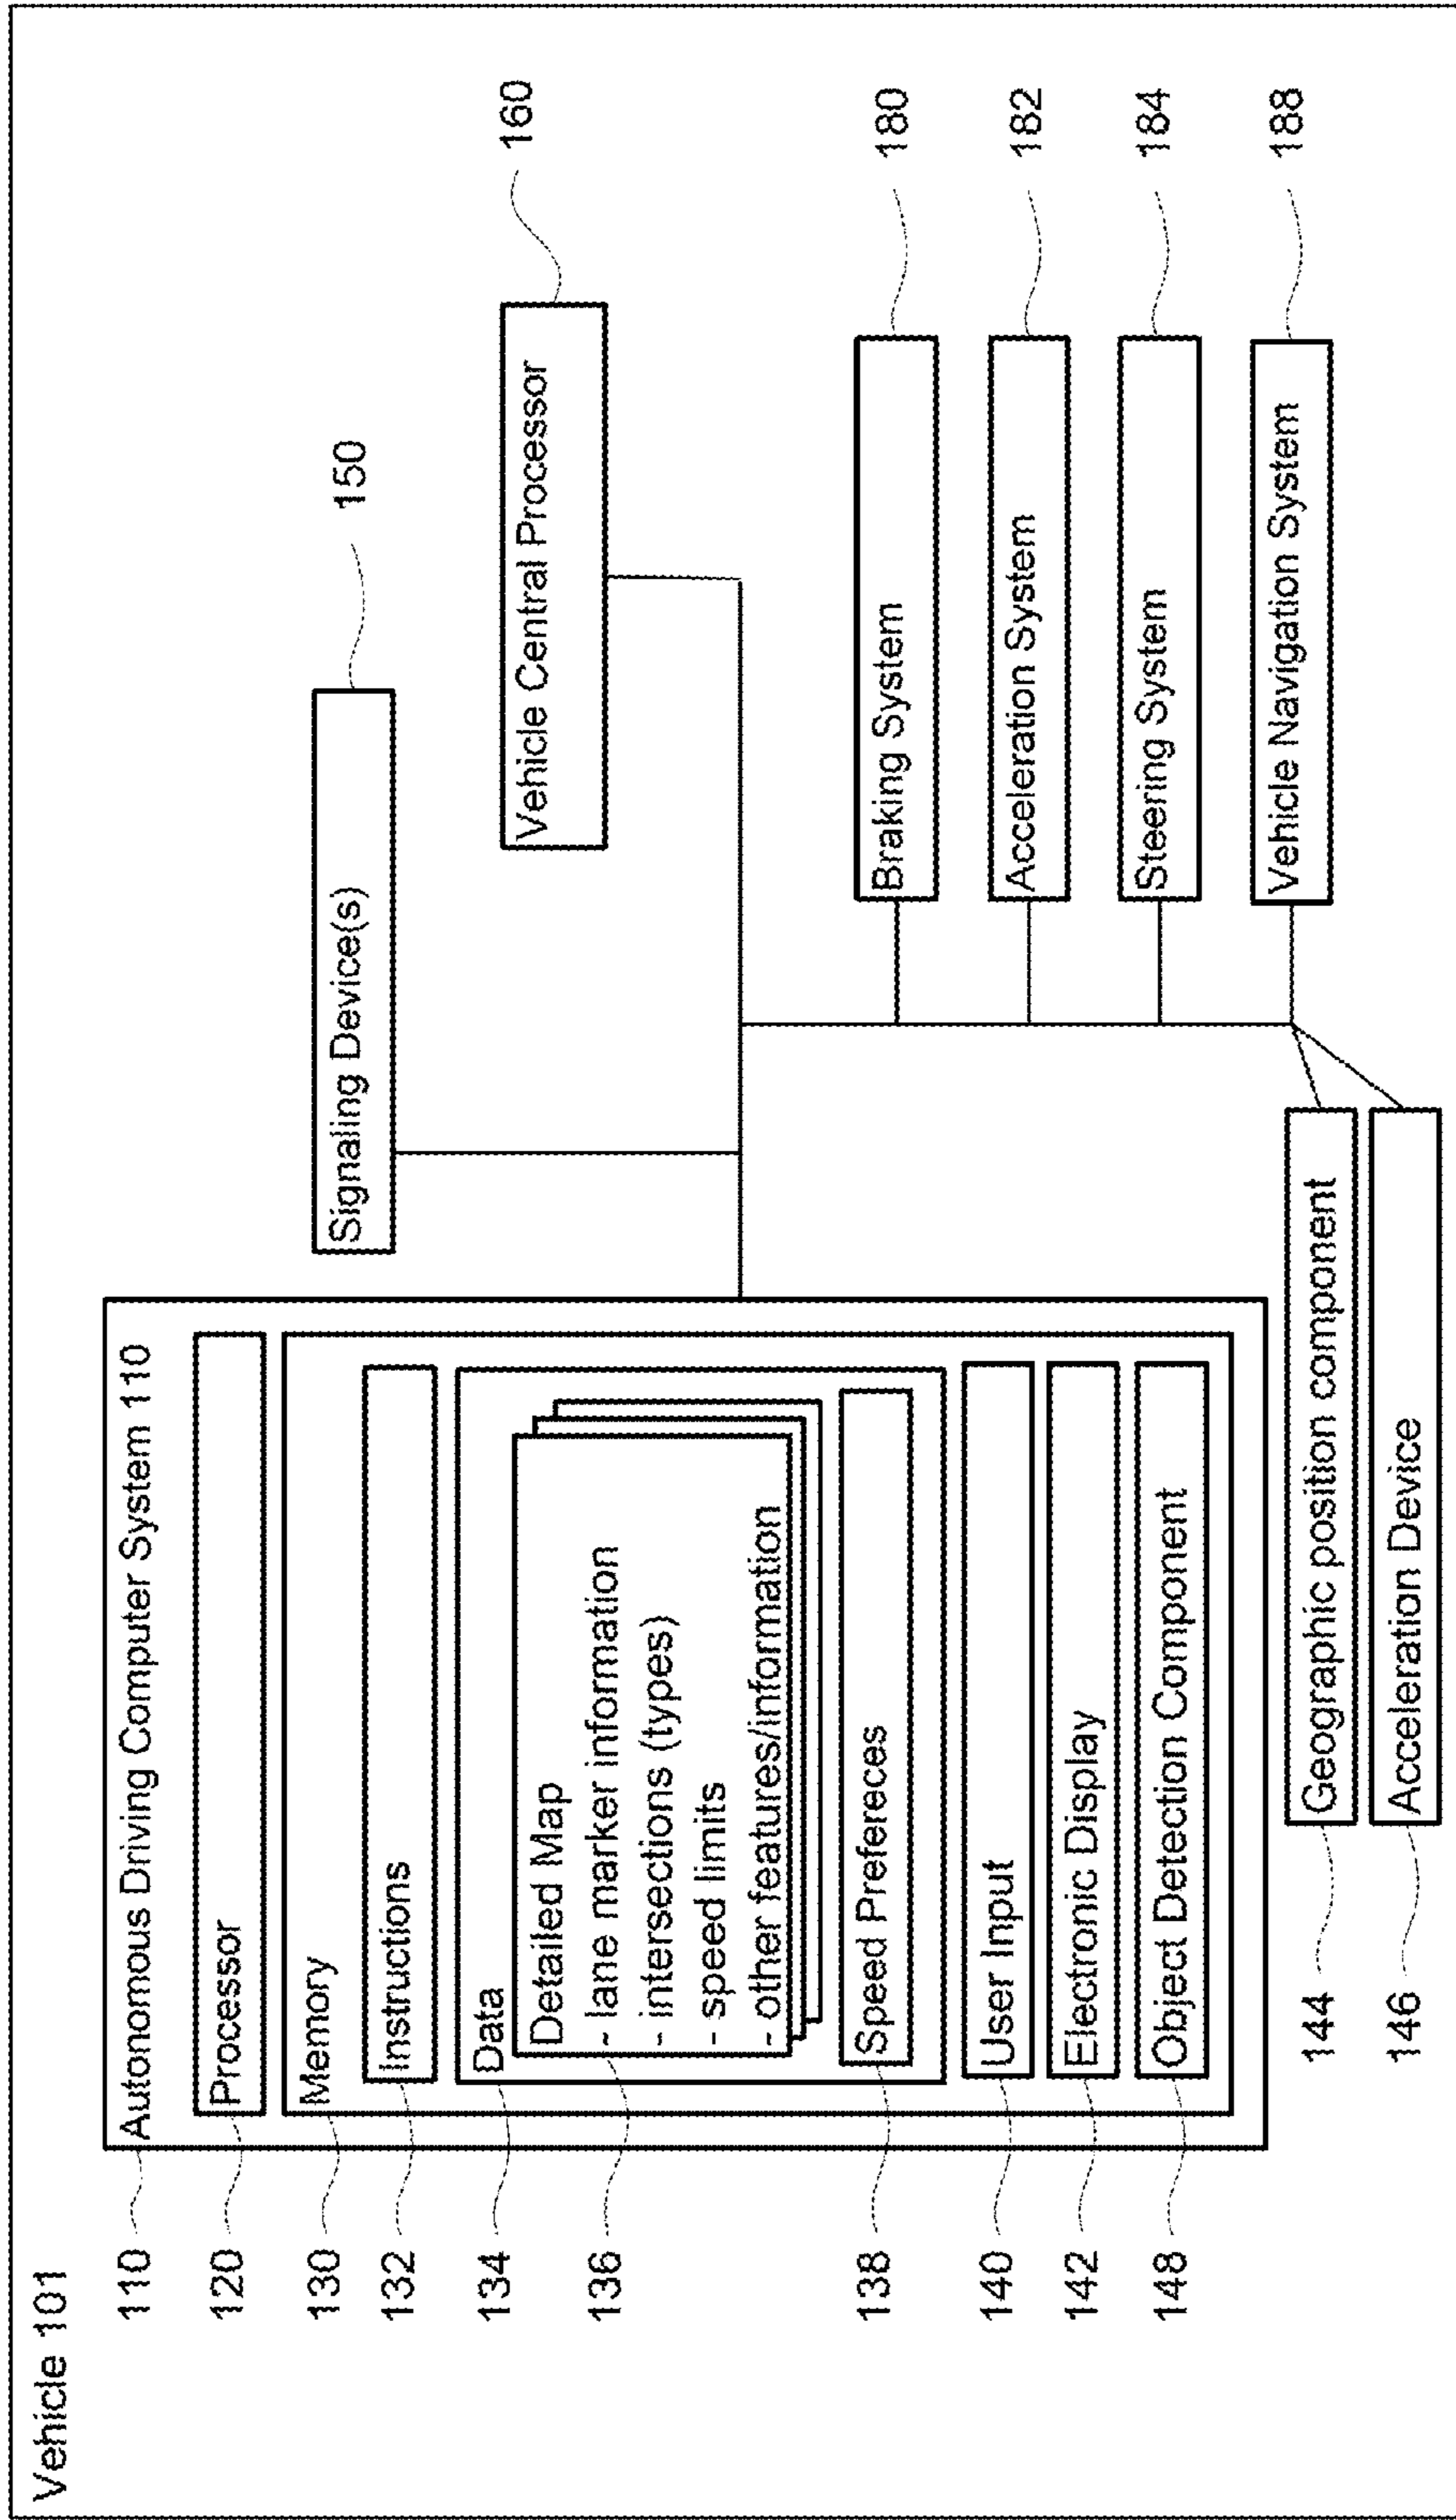 Vehicle 101
110
Autonomous Driving Computer System 110
120
Processor
130
Memory
132
Instructions
134
Data
136
Detailed Map
- lane marker information
- intersections (types)
- speed limits
- other features/information
138
Speed Prefereces
140
User Input
142
Electronic Display
148
Object Detection Component
144
Geographic position component
146
Acceleration Device
Signaling Device(s)
150
Vehicle Central Processor
160
Braking System
180
Acceleration System
182
Steering System
184
Vehicle Navigation System
188